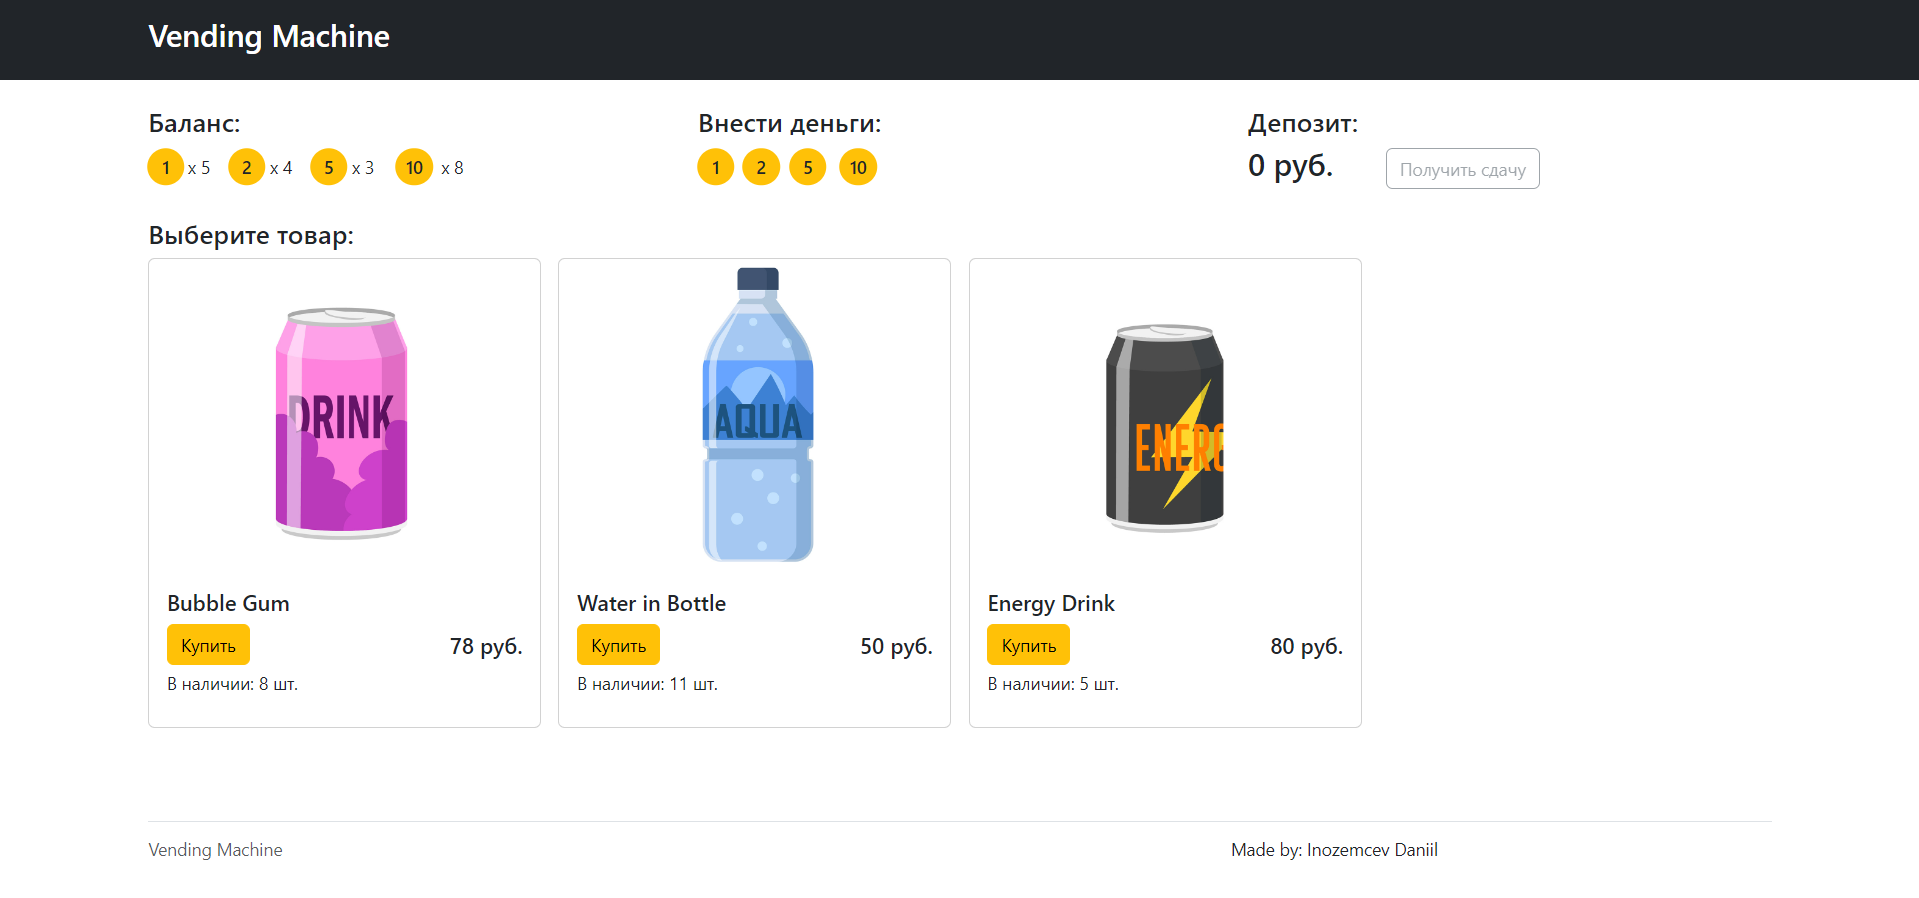 Vending Machine
Баланс:
1 x 5 2 x 4 5 x 3 10 x 8
Внести деньги:
1 2 5 10
Депозит:
0 руб. Получить сдачу
Выберите товар:
DRINK
Bubble Gum
Купить 78 руб.
В наличии: 8 шт.
AQUA
Water in Bottle
Купить 50 руб.
В наличии: 11 шт.
ENERG
Energy Drink
Купить 80 руб.
В наличии: 5 шт.
Vending Machine
Made by: Inozemcev Daniil